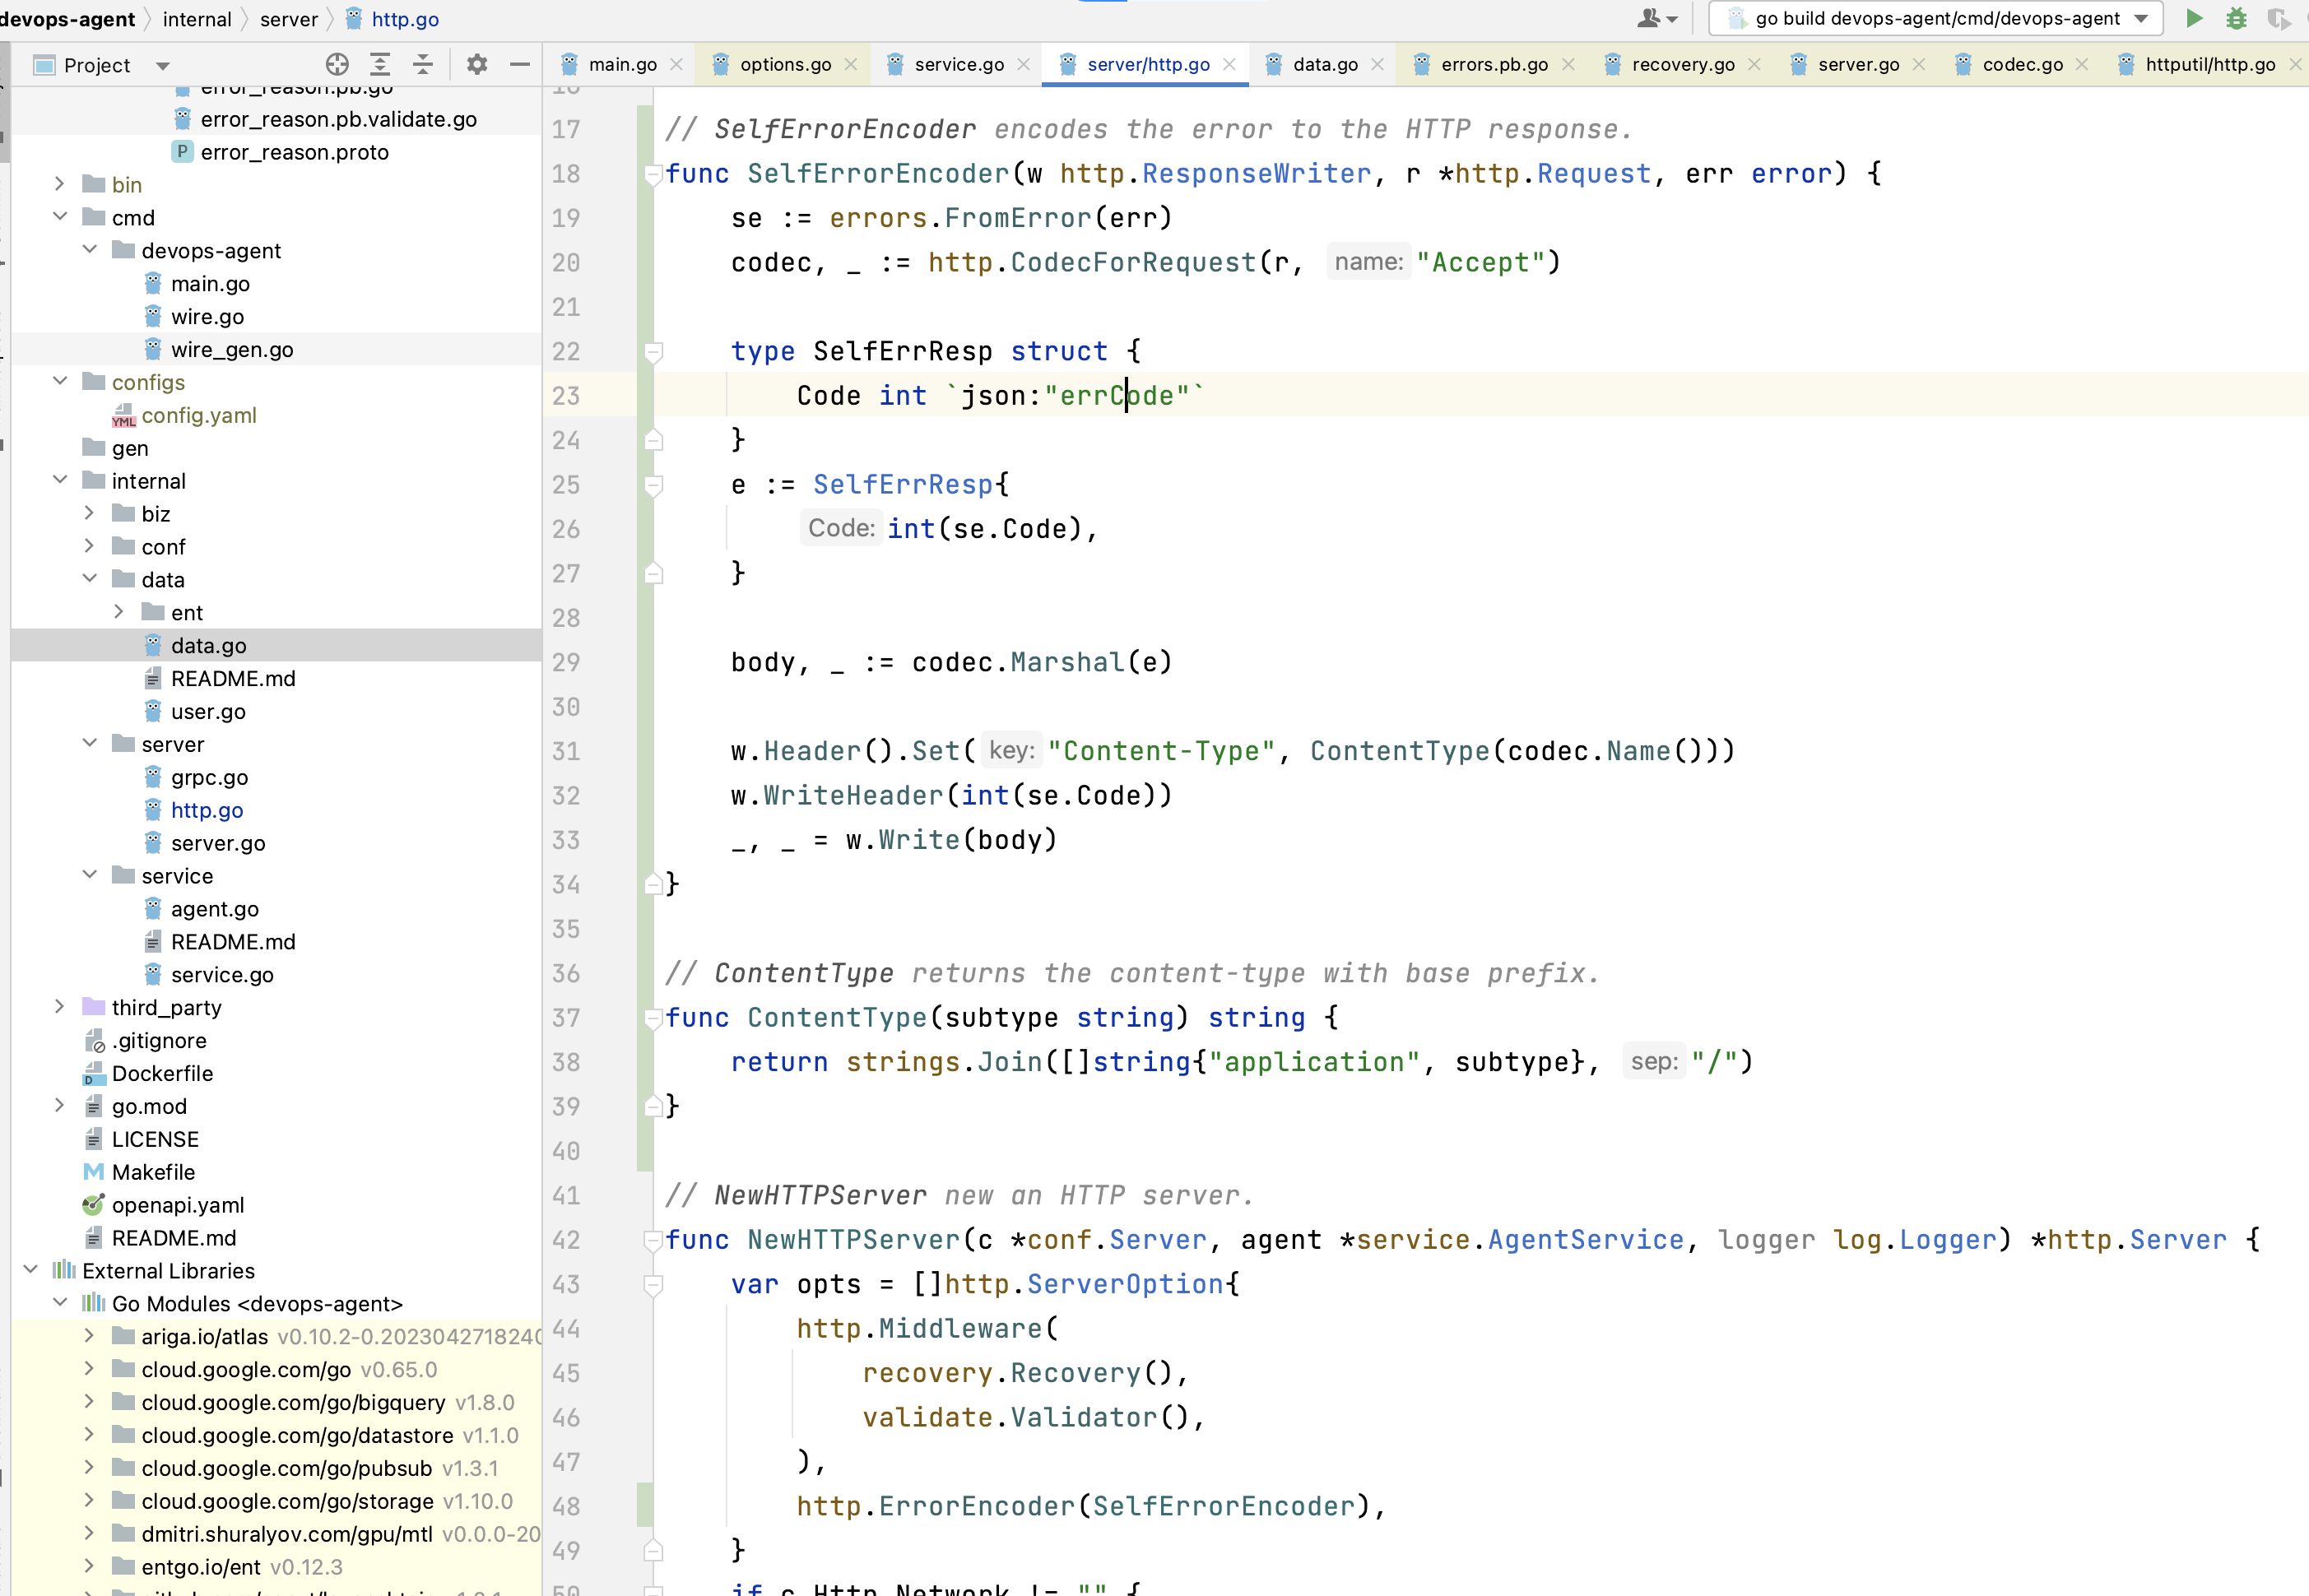 devops-agent internal server http.go
go build devops-agent/cmd/devops-agent
Project
main.go options.go service.go server/http.go data.go errors.pb.go recovery.go server.go codec.go httputil/http.go
error_reason.pb.go
error_reason.pb.validate.go
P error_reason.proto
bin
cmd
devops-agent
main.go
wire.go
wire_gen.go
configs
YML config.yaml
gen
internal
biz
conf
data
ent
data.go
README.md
user.go
server
grpc.go
http.go
server.go
service
agent.go
README.md
service.go
third_party
.gitignore
D Dockerfile
go.mod
LICENSE
M Makefile
openapi.yaml
README.md
External Libraries
Go Modules <devops-agent>
ariga.io/atlas v0.10.2-0.2023042718240
cloud.google.com/go v0.65.0
cloud.google.com/go/bigquery v1.8.0
cloud.google.com/go/datastore v1.1.0
cloud.google.com/go/pubsub v1.3.1
cloud.google.com/go/storage v1.10.0
dmitri.shuralyov.com/gpu/mtl v0.0.0-20
entgo.io/ent v0.12.3
16
17 // SelfErrorEncoder encodes the error to the HTTP response.
18 func SelfErrorEncoder(w http.ResponseWriter, r *http.Request, err error) {
19 se := errors.FromError(err)
20 codec, _ := http.CodecForRequest(r, name: "Accept")
21
22 type SelfErrResp struct {
23 Code int `json:"errCode"`
24 }
25 e := SelfErrResp{
26 Code: int(se.Code),
27 }
28
29 body, _ := codec.Marshal(e)
30
31 w.Header().Set( key: "Content-Type", ContentType(codec.Name()))
32 w.WriteHeader(int(se.Code))
33 _, _ = w.Write(body)
34 }
35
36 // ContentType returns the content-type with base prefix.
37 func ContentType(subtype string) string {
38 return strings.Join([]string{"application", subtype}, sep: "/")
39 }
40
41 // NewHTTPServer new an HTTP server.
42 func NewHTTPServer(c *conf.Server, agent *service.AgentService, logger log.Logger) *http.Server {
43 var opts = []http.ServerOption{
44 http.Middleware(
45 recovery.Recovery(),
46 validate.Validator(),
47 ),
48 http.ErrorEncoder(SelfErrorEncoder),
49 }
50 if c.Http.Network != "" {